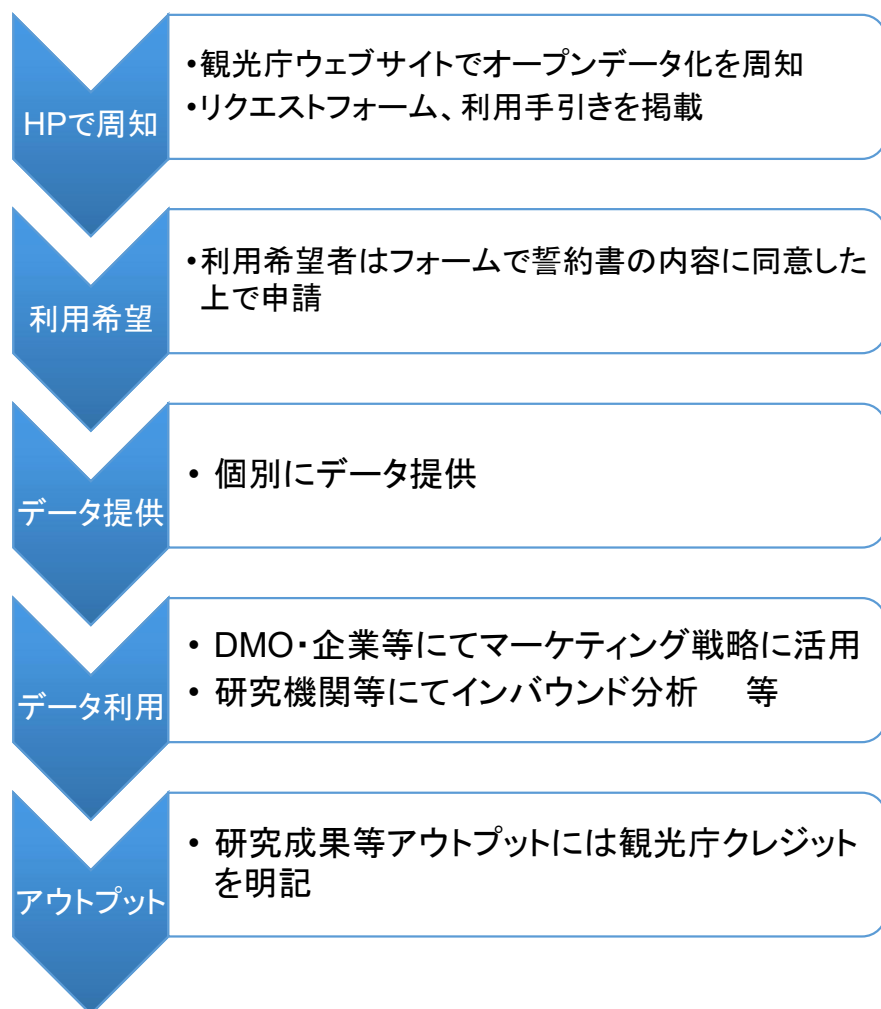 HPで周知
•観光庁ウェブサイトでオープンデータ化を周知
•リクエストフォーム、利用手引きを掲載
利用希望
•利用希望者はフォームで誓約書の内容に同意した
上で申請
データ提供
• 個別にデータ提供
データ利用
• DMO・企業等にてマーケティング戦略に活用
• 研究機関等にてインバウンド分析　等
アウトプット
• 研究成果等アウトプットには観光庁クレジット
を明記